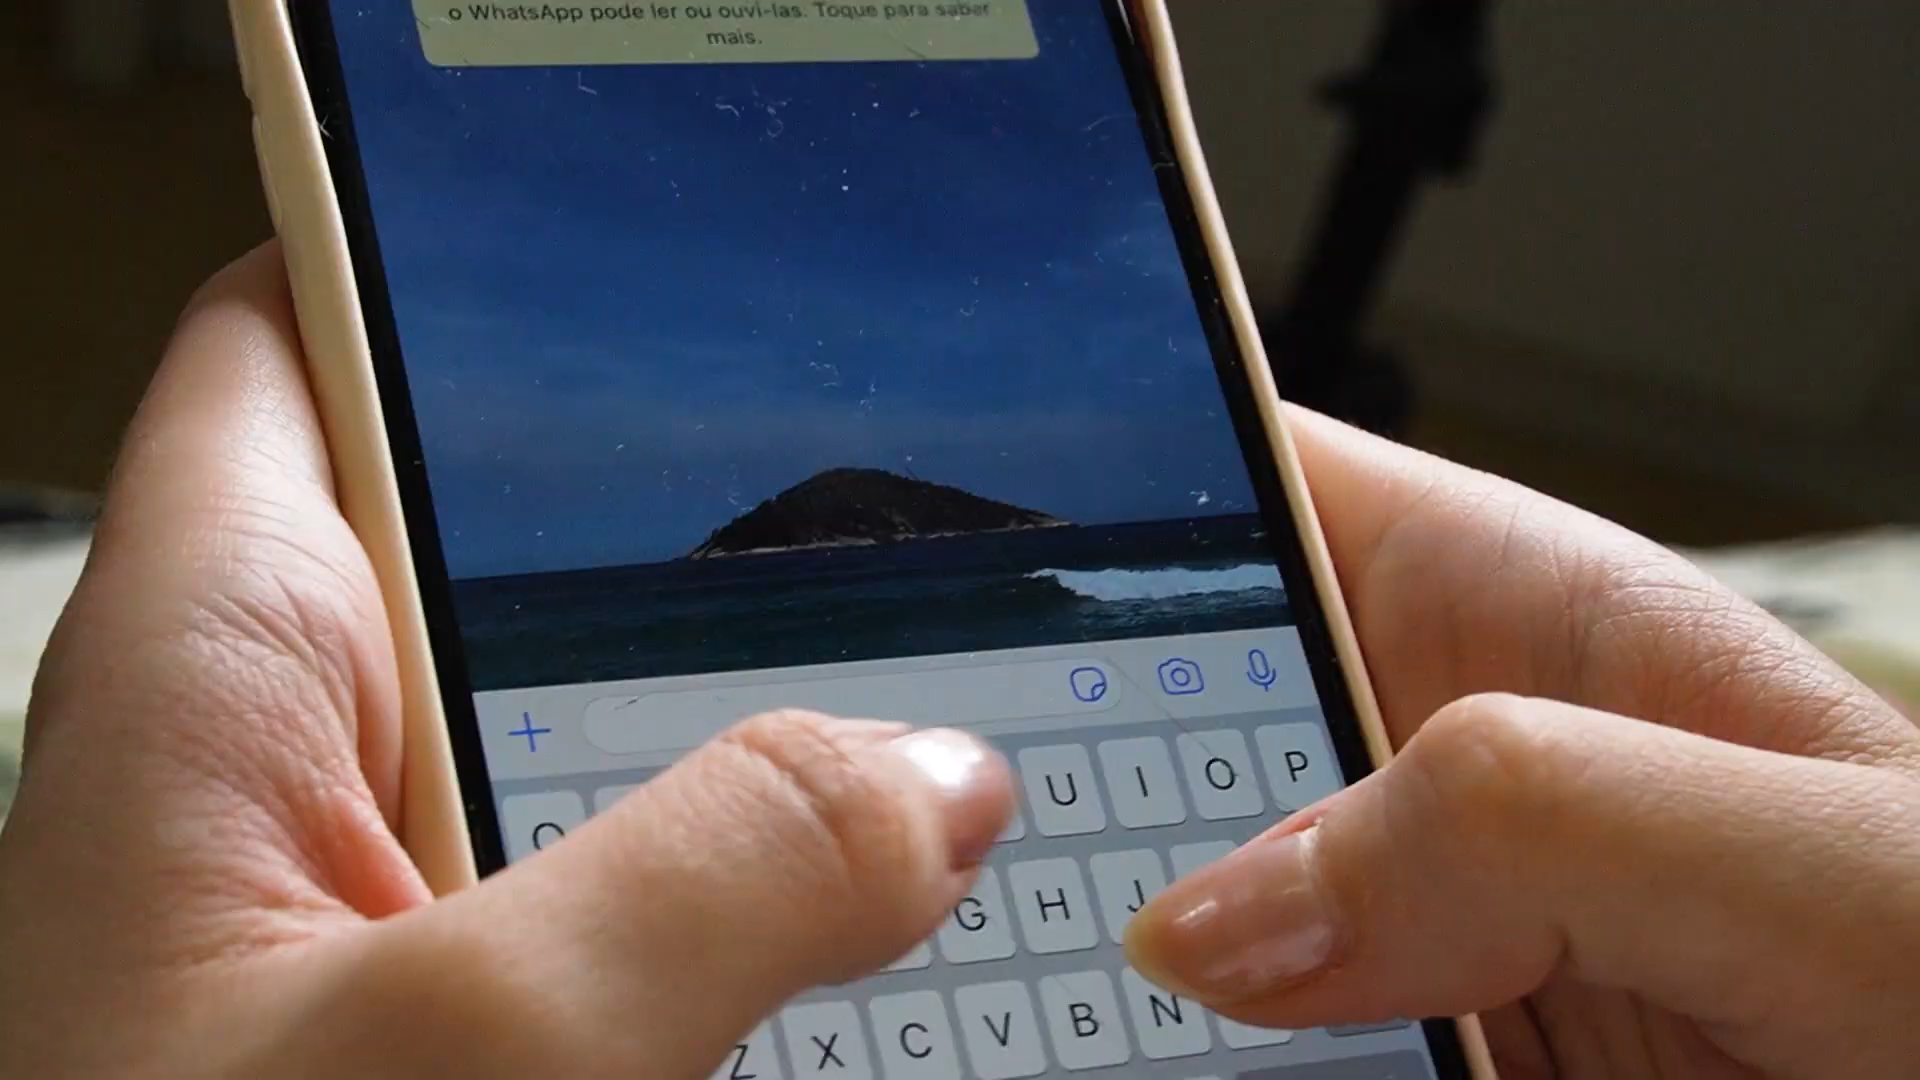 o WhatsApp pode ler ou ouvi-las. Toque para saber
mais.
Q U I O P
G H J
Z X C V B N